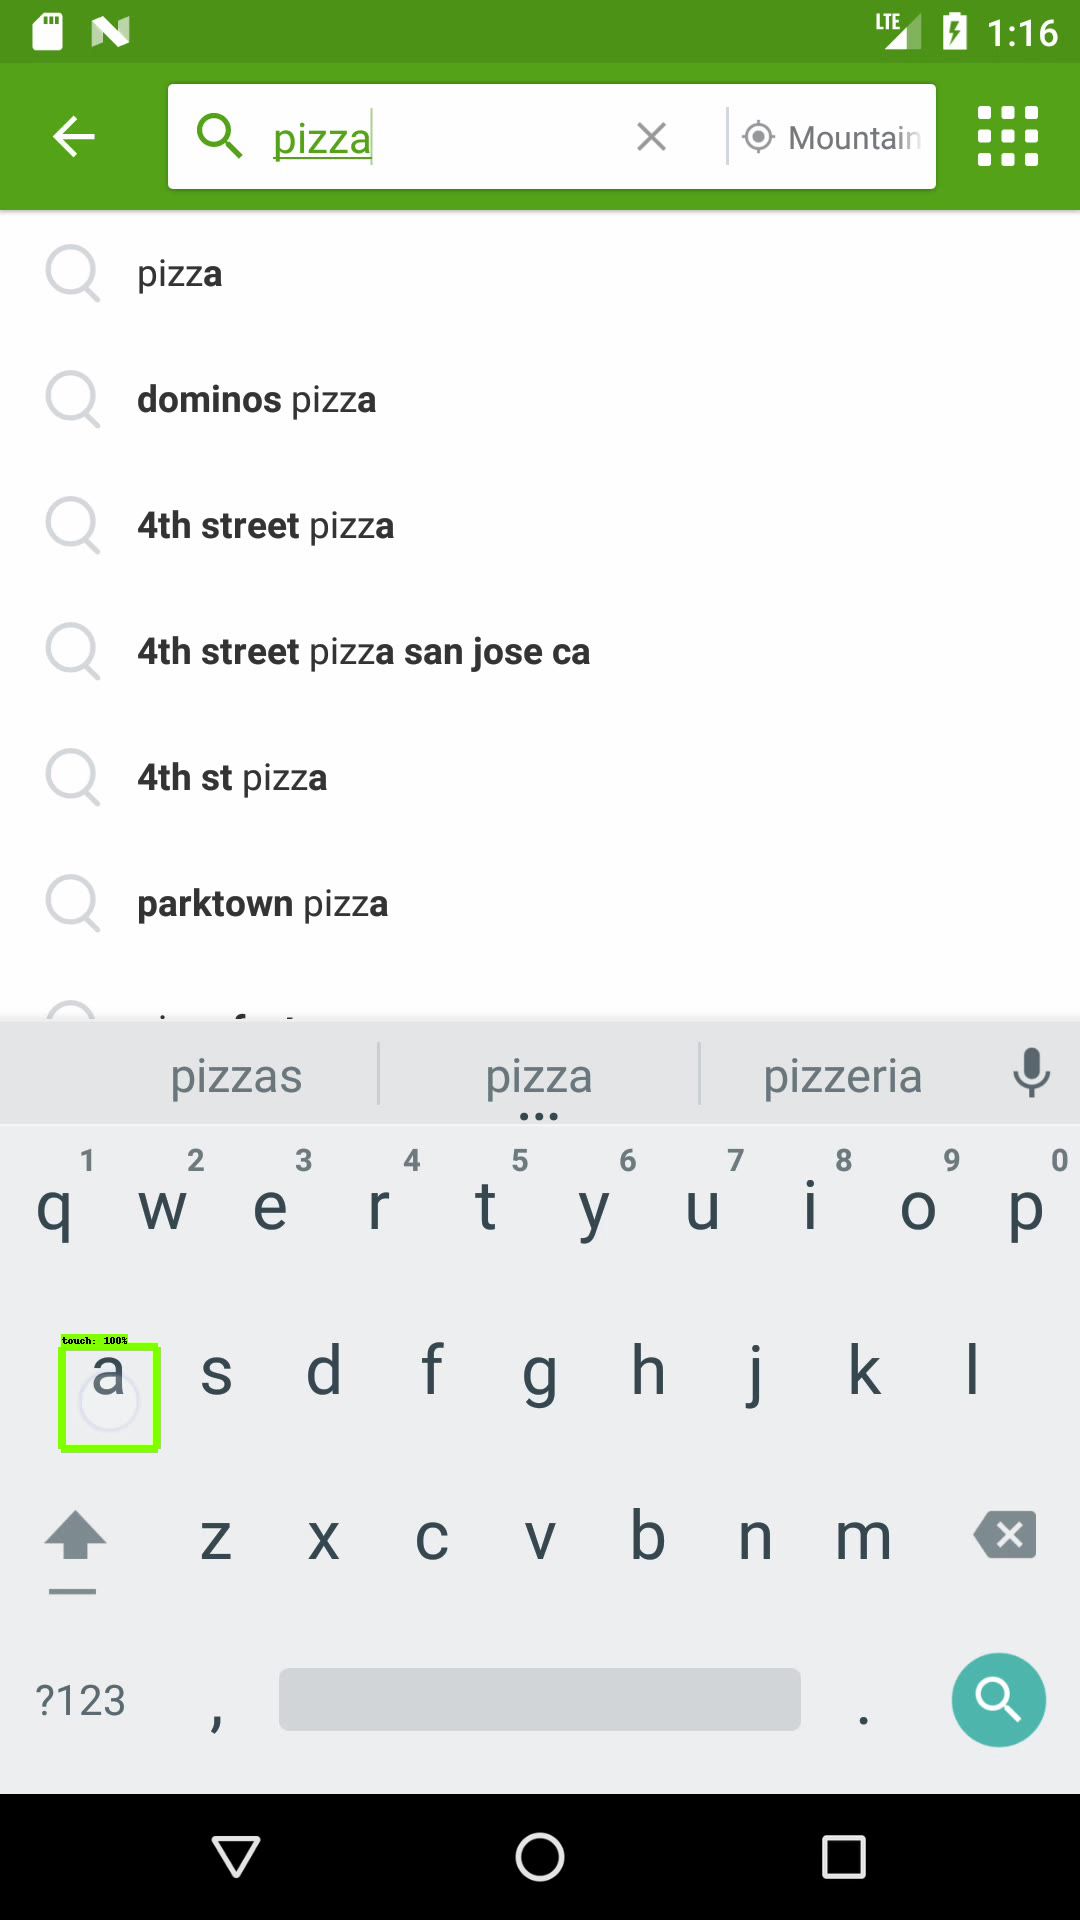 LTE 1:16
pizza Mountain
pizza
dominos pizza
4th street pizza
4th street pizza san jose ca
4th st pizza
parktown pizza
pizzas pizza pizzeria
1 2 3 4 5 6 7 8 9 0
q w e r t y u i o p
touch: 100%
a s d f g h j k l
z x c v b n m
?123 , .